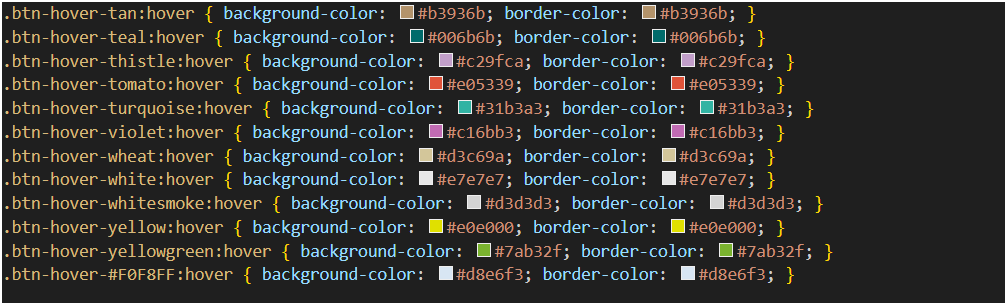 .btn-hover-tan:hover { background-color: #b3936b; border-color: #b3936b; }
.btn-hover-teal:hover { background-color: #006b6b; border-color: #006b6b; }
.btn-hover-thistle:hover { background-color: #c29fca; border-color: #c29fca; }
.btn-hover-tomato:hover { background-color: #e05339; border-color: #e05339; }
.btn-hover-turquoise:hover { background-color: #31b3a3; border-color: #31b3a3; }
.btn-hover-violet:hover { background-color: #c16bb3; border-color: #c16bb3; }
.btn-hover-wheat:hover { background-color: #d3c69a; border-color: #d3c69a; }
.btn-hover-white:hover { background-color: #e7e7e7; border-color: #e7e7e7; }
.btn-hover-whitesmoke:hover { background-color: #d3d3d3; border-color: #d3d3d3; }
.btn-hover-yellow:hover { background-color: #e0e000; border-color: #e0e000; }
.btn-hover-yellowgreen:hover { background-color: #7ab32f; border-color: #7ab32f; }
.btn-hover-#F0F8FF:hover { background-color: #d8e6f3; border-color: #d8e6f3; }